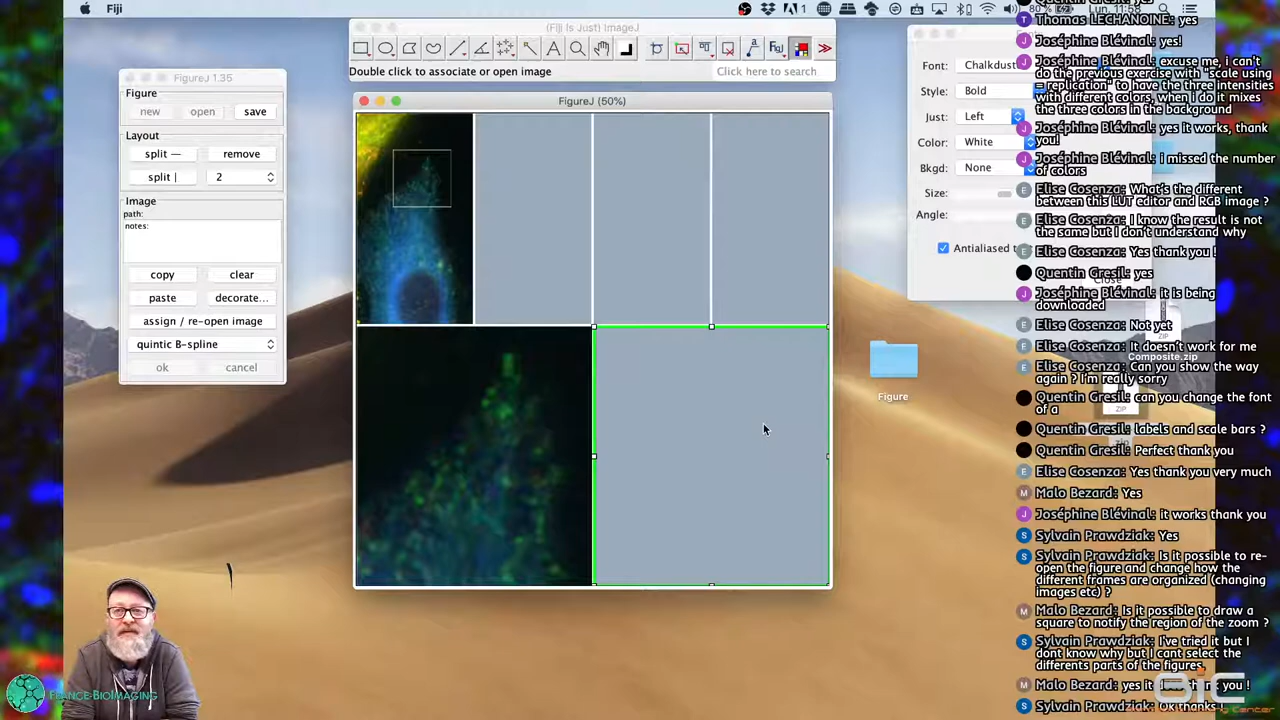 Fiji
80 %
Lun. 11:58
(Fiji Is Just) ImageJ
Double click to associate or open image
Click here to search
FigureJ 1.35
Figure
new
open
save
Layout
split —
remove
split |
2
Image
path:
notes:
copy
clear
paste
decorate...
assign / re-open image
quintic B-spline
ok
cancel
FigureJ (50%)
Font:
Chalkdust
Style:
Bold
Just:
Left
Color:
White
Bkgd:
None
Size:
Angle:
Antialiased
Close
Composite.zip
ZIP
ZIP
Figure
Thomas LECHANOINE: yes
Joséphine Blévinal: yes!
Joséphine Blévinal: excuse me, i can't
do the previous exercise with "scale using
= replication" to have the three intensities
with different colors, when i do it mixes
the three colors in the background
Joséphine Blévinal: yes it works, thank
you!
Joséphine Blévinal: i missed the number
of colors
Elise Cosenza: What's the different
between this LUT editor and RGB image ?
Elise Cosenza: I know the result is not
the same but I don't understand why
Elise Cosenza: Yes thank you !
Quentin Gresil: yes
Joséphine Blévinal: it is being
downloaded
Elise Cosenza: Not yet
Elise Cosenza: It doesn't work for me
Elise Cosenza: Can you show the way
again ? I'm really sorry
Quentin Gresil: can you change the font
of a
Quentin Gresil: labels and scale bars ?
Quentin Gresil: Perfect thank you
Elise Cosenza: Yes thank you very much
Malo Bezard: Yes
Joséphine Blévinal: it works thank you
Sylvain Prawdziak: Yes
Sylvain Prawdziak: Is it possible to re-
open the figure and change how the
different frames are organized (changing
images etc) ?
Malo Bezard: Is it possible to draw a
square to notify the region of the zoom ?
Sylvain Prawdziak: I've tried it but I
dont know why but I cant select the
differents parts of the figures
Sylvain Prawdziak: Ok thanks !
FRANCE-BIOIMAGING